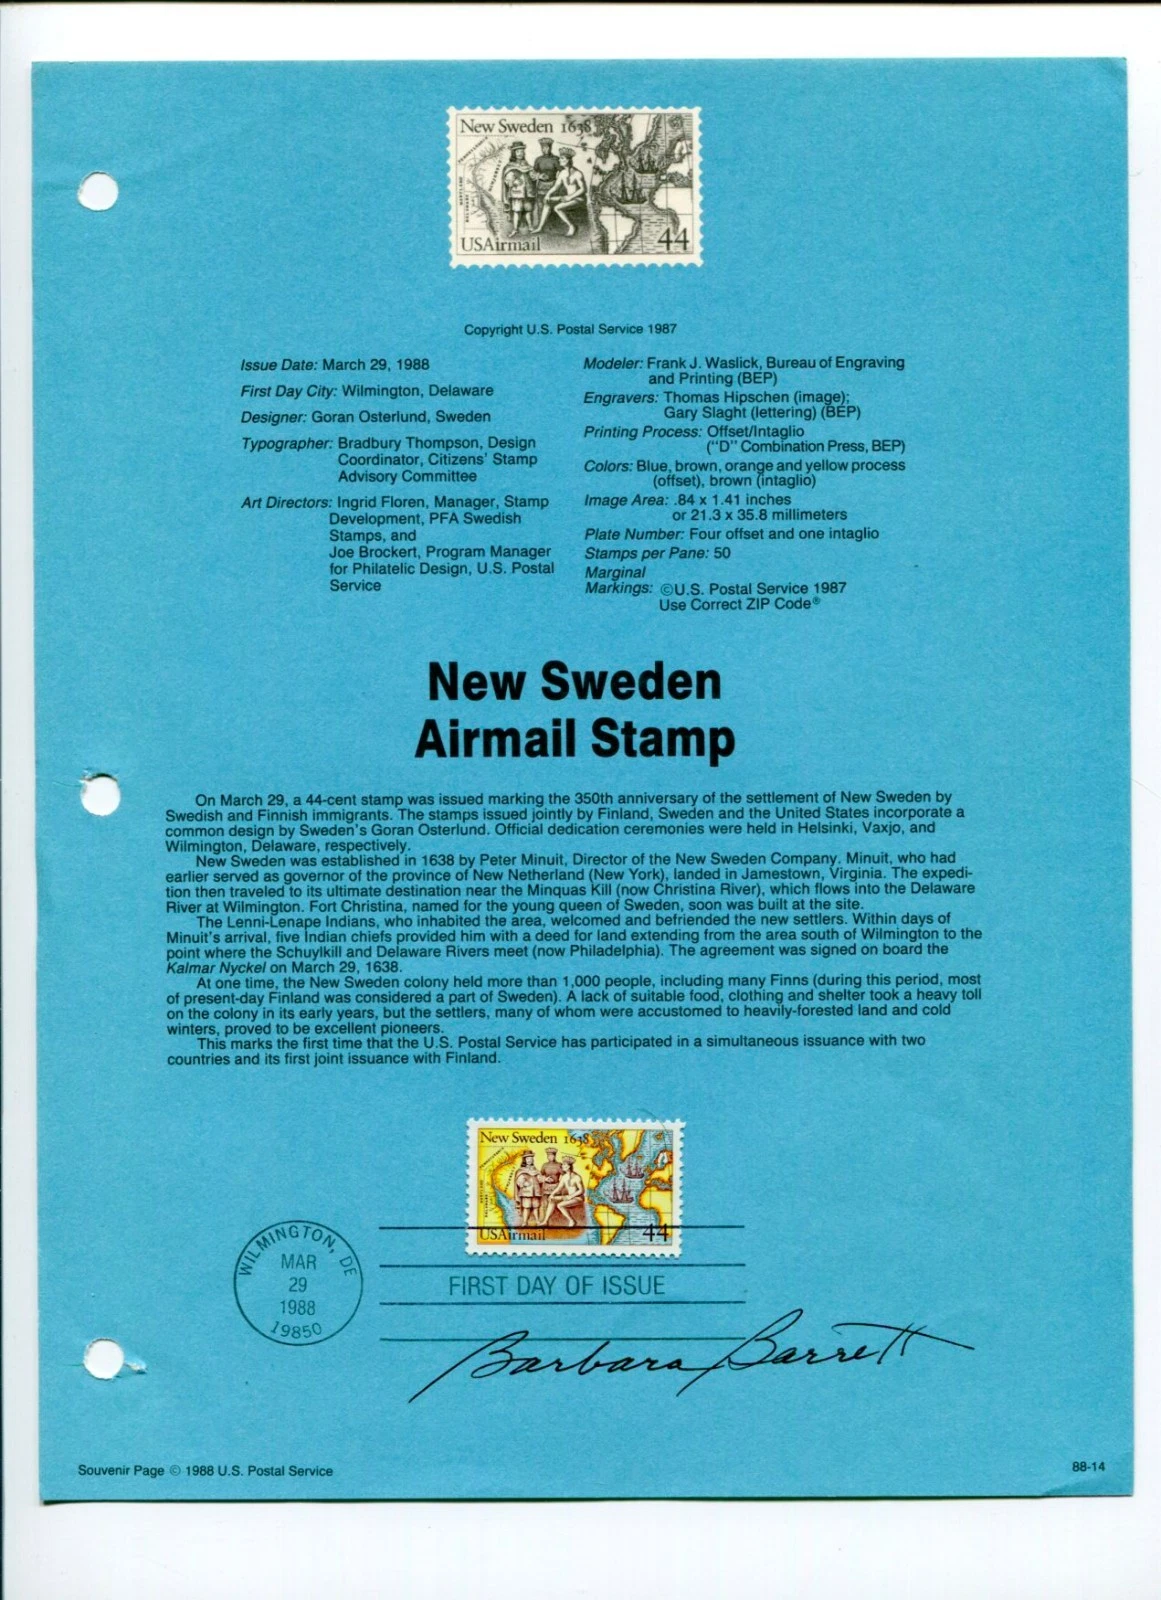 New Sweden 1638
PENNSYLVANIA
NEW JERSEY
MARYLAND
DELAWARE
USAirmail 44
Copyright U.S. Postal Service 1987
Issue Date: March 29, 1988
First Day City: Wilmington, Delaware
Designer: Goran Osterlund, Sweden
Typographer: Bradbury Thompson, Design
Coordinator, Citizens' Stamp
Advisory Committee
Art Directors: Ingrid Floren, Manager, Stamp
Development, PFA Swedish
Stamps, and
Joe Brockert, Program Manager
for Philatelic Design, U.S. Postal
Service
Modeler: Frank J. Waslick, Bureau of Engraving
and Printing (BEP)
Engravers: Thomas Hipschen (image);
Gary Slaght (lettering) (BEP)
Printing Process: Offset/Intaglio
("D" Combination Press, BEP)
Colors: Blue, brown, orange and yellow process
(offset), brown (intaglio)
Image Area: .84 x 1.41 inches
or 21.3 x 35.8 millimeters
Plate Number: Four offset and one intaglio
Stamps per Pane: 50
Marginal
Markings: ©U.S. Postal Service 1987
Use Correct ZIP Code®
New Sweden
Airmail Stamp
On March 29, a 44-cent stamp was issued marking the 350th anniversary of the settlement of New Sweden by
Swedish and Finnish immigrants. The stamps issued jointly by Finland, Sweden and the United States incorporate a
common design by Sweden's Goran Osterlund. Official dedication ceremonies were held in Helsinki, Vaxjo, and
Wilmington, Delaware, respectively.
New Sweden was established in 1638 by Peter Minuit, Director of the New Sweden Company. Minuit, who had
earlier served as governor of the province of New Netherland (New York), landed in Jamestown, Virginia. The expedi-
tion then traveled to its ultimate destination near the Minquas Kill (now Christina River), which flows into the Delaware
River at Wilmington. Fort Christina, named for the young queen of Sweden, soon was built at the site.
The Lenni-Lenape Indians, who inhabited the area, welcomed and befriended the new settlers. Within days of
Minuit's arrival, five Indian chiefs provided him with a deed for land extending from the area south of Wilmington to the
point where the Schuylkill and Delaware Rivers meet (now Philadelphia). The agreement was signed on board the
Kalmar Nyckel on March 29, 1638.
At one time, the New Sweden colony held more than 1,000 people, including many Finns (during this period, most
of present-day Finland was considered a part of Sweden). A lack of suitable food, clothing and shelter took a heavy toll
on the colony in its early years, but the settlers, many of whom were accustomed to heavily-forested land and cold
winters, proved to be excellent pioneers.
This marks the first time that the U.S. Postal Service has participated in a simultaneous issuance with two
countries and its first joint issuance with Finland.
New Sweden 1638
PENNSYLVANIA
NEW JERSEY
MARYLAND
DELAWARE
USAirmail 44
WILMINGTON, DE
MAR
29
1988
19850
FIRST DAY OF ISSUE
Barbara Barrett
Souvenir Page © 1988 U.S. Postal Service
88-14